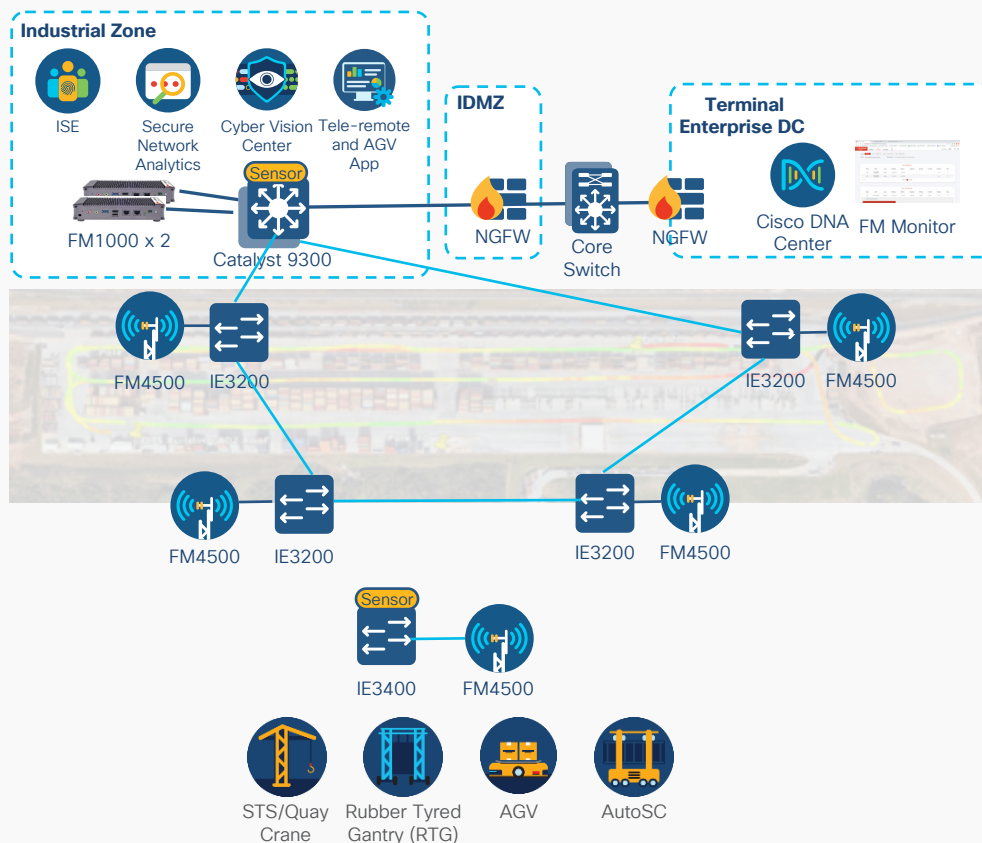 Industrial Zone
ISE
Secure
Network
Analytics
Cyber Vision
Center
Tele-remote
and AGV
App
Sensor
FM1000 x 2
Catalyst 9300
IDMZ
NGFW
Core
Switch
NGFW
Terminal
Enterprise DC
Cisco DNA
Center
FM Monitor
FM4500
IE3200
IE3200
FM4500
FM4500
IE3200
IE3200
FM4500
Sensor
IE3400
FM4500
STS/Quay
Crane
Rubber Tyred
Gantry (RTG)
AGV
AutoSC